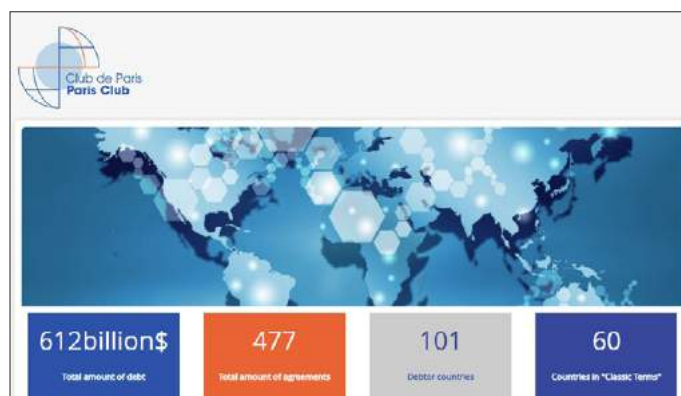 Club de Paris
Paris Club
612billion$
Total amount of debt
477
Total amount of agreements
101
Debtor countries
60
Countries in "Classic Terms"